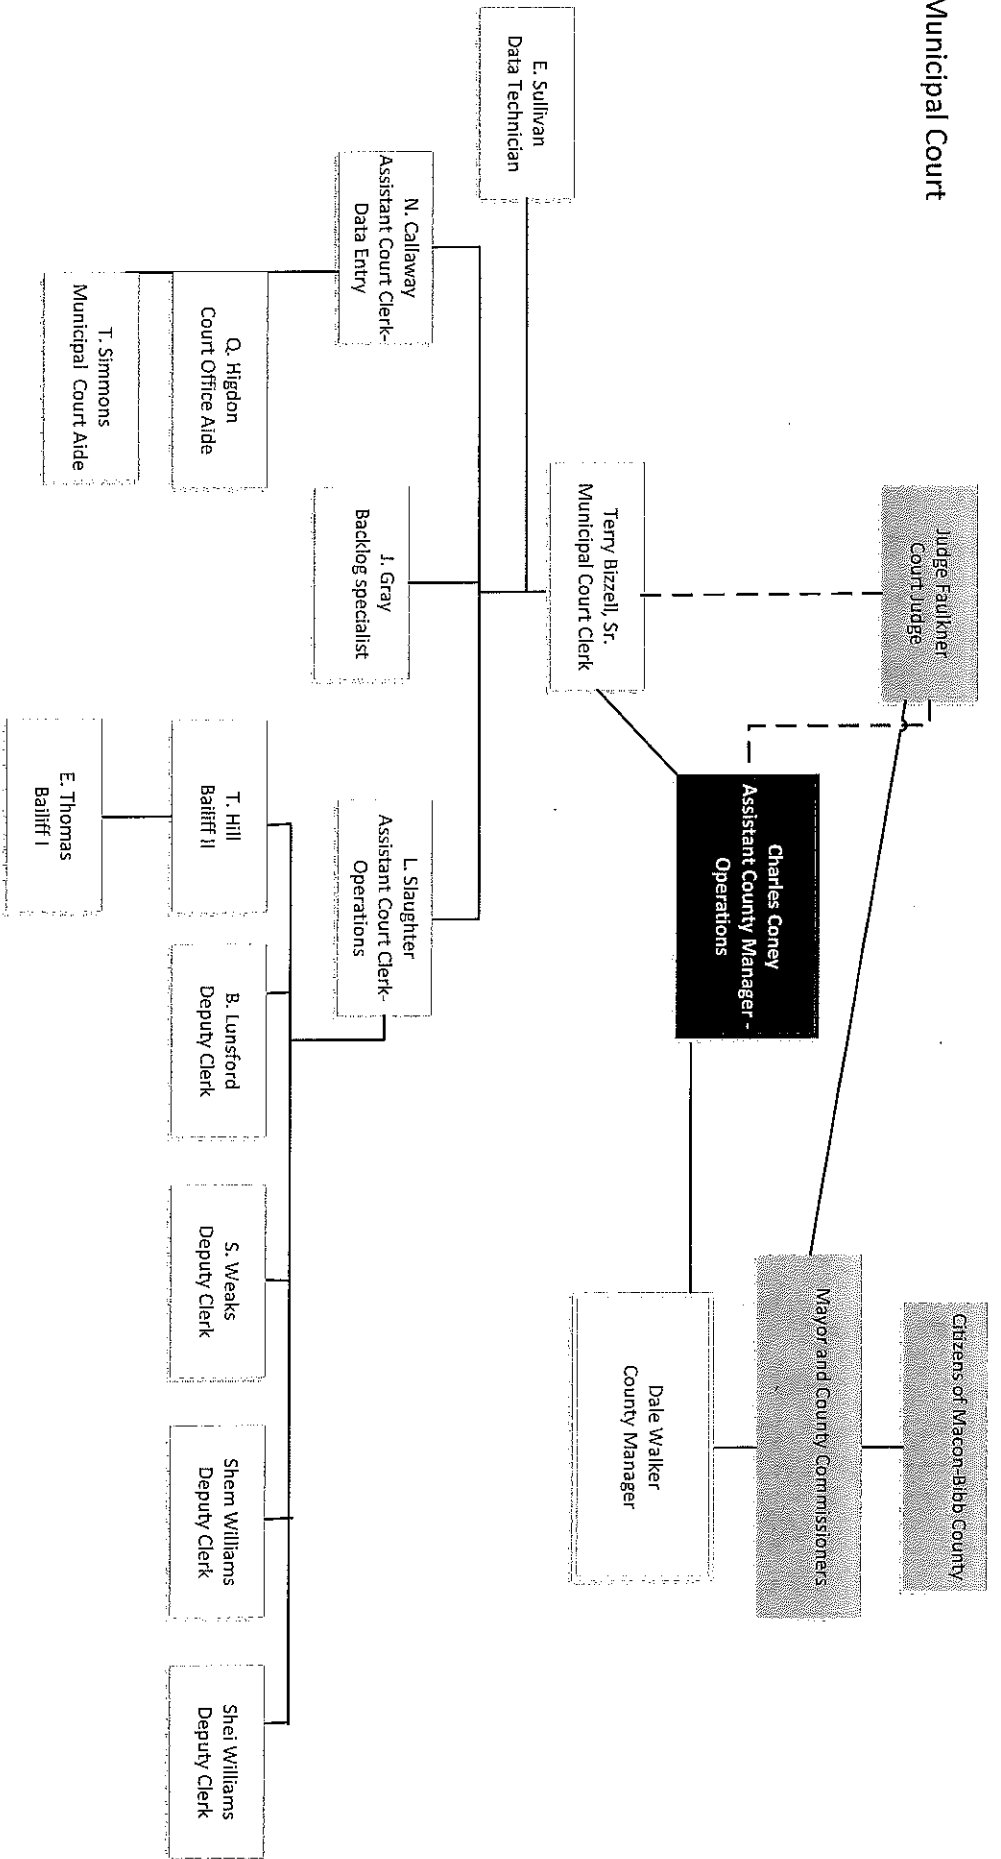 Municipal Court
Citizens of Macon-Bibb County
Judge Faulkner
Court Judge
Mayor and County Commissioners
Charles Coney
Assistant County Manager -
Operations
Dale Walker
County Manager
Terry Bizzell, Sr.
Municipal Court Clerk
E. Sullivan
Data Technician
N. Callaway
Assistant Court Clerk-
Data Entry
J. Gray
Backlog specialist
L. Slaughter
Assistant Court Clerk-
Operations
Q. Higdon
Court Office Aide
T. Hill
Bailiff II
B. Lunsford
Deputy Clerk
S. Weaks
Deputy Clerk
Shem Williams
Deputy Clerk
Shei Williams
Deputy Clerk
T. Simmons
Municipal Court Aide
E. Thomas
Bailiff I